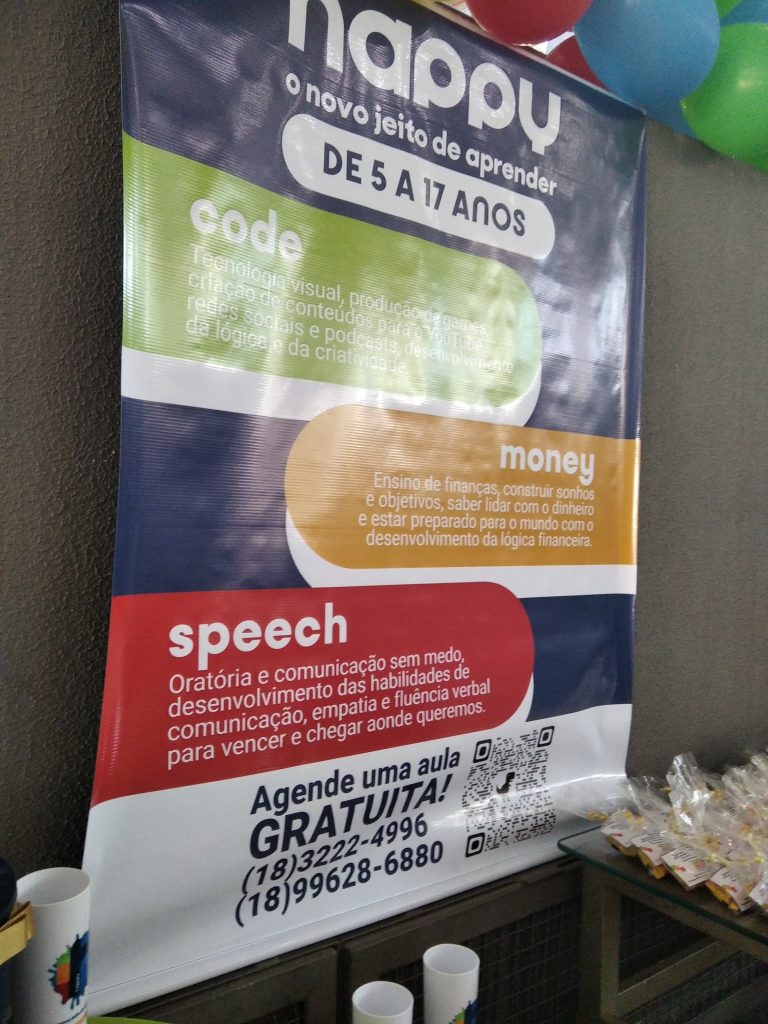 happy
o novo jeito de aprender
DE 5 A 17 ANOS
code
Tecnologia visual, produção de games,
criação de conteúdos para o YouTube,
redes sociais e podcasts, desenvolvimento
da lógica e da criatividade.
money
Ensino de finanças, construir sonhos
e objetivos, saber lidar com o dinheiro
e estar preparado para o mundo com o
desenvolvimento da lógica financeira.
speech
Oratória e comunicação sem medo,
desenvolvimento das habilidades de
comunicação, empatia e fluência verbal
para vencer e chegar aonde queremos.
Agende uma aula
GRATUITA!
(18)3222-4996
(18)99628-6880